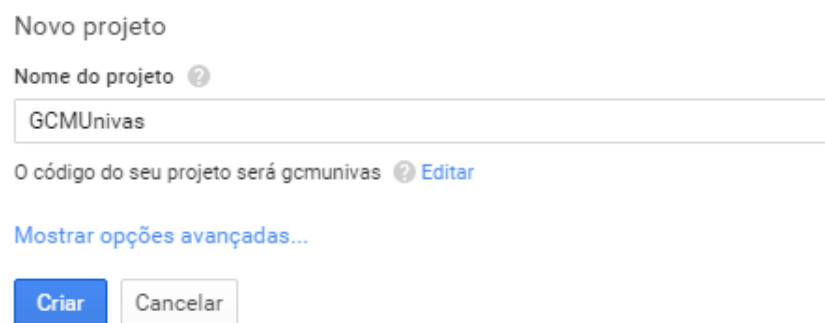 Novo projeto
Nome do projeto ?
GCMUnivas
O código do seu projeto será gcmunivas ? Editar
Mostrar opções avançadas...
Criar Cancelar